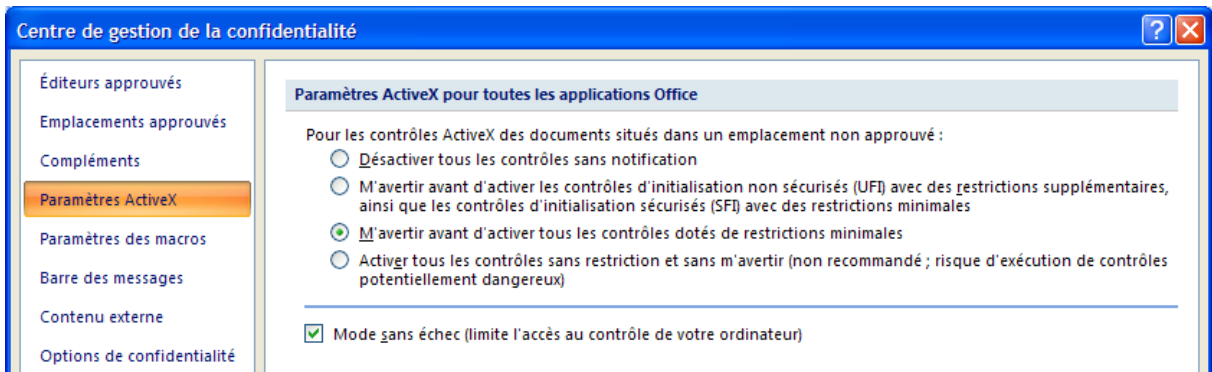 Centre de gestion de la confidentialité
Éditeurs approuvés
Emplacements approuvés
Compléments
Paramètres ActiveX
Paramètres des macros
Barre des messages
Contenu externe
Options de confidentialité
Paramètres ActiveX pour toutes les applications Office
Pour les contrôles ActiveX des documents situés dans un emplacement non approuvé :
Désactiver tous les contrôles sans notification
M'avertir avant d'activer les contrôles d'initialisation non sécurisés (UFI) avec des restrictions supplémentaires,
ainsi que les contrôles d'initialisation sécurisés (SFI) avec des restrictions minimales
M'avertir avant d'activer tous les contrôles dotés de restrictions minimales
Activer tous les contrôles sans restriction et sans m'avertir (non recommandé ; risque d'exécution de contrôles
potentiellement dangereux)
Mode sans échec (limite l'accès au contrôle de votre ordinateur)